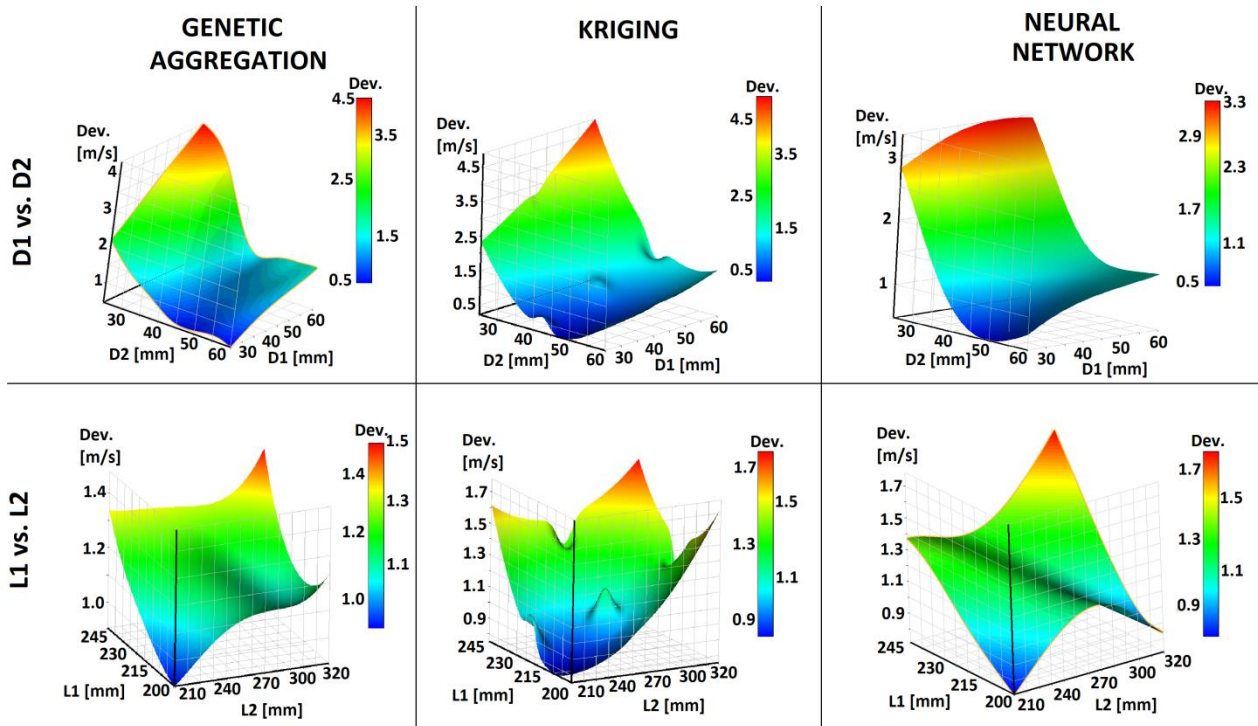 GENETIC
AGGREGATION
KRIGING
NEURAL
NETWORK
D1 vs. D2
Dev.
[m/s]
4
3
2
1
30
40
50
60
D2 [mm]
30
40
50
60
D1 [mm]
Dev.
4.5
3.5
2.5
1.5
0.5
Dev.
[m/s]
4.5
3.5
2.5
1.5
0.5
30
40
50
60
D2 [mm]
30
40
50
60
D1 [mm]
Dev.
4.5
3.5
2.5
1.5
0.5
Dev.
[m/s]
3
2
1
30
40
50
60
D2 [mm]
30
40
50
60
D1 [mm]
Dev.
3.3
2.9
2.3
1.7
1.1
0.5
L1 vs. L2
Dev.
[m/s]
1.4
1.2
1.0
245
230
215
200
L1 [mm]
210
240
270
300
320
L2 [mm]
Dev.
1.5
1.4
1.3
1.2
1.0
Dev.
[m/s]
1.7
1.5
1.3
1.1
0.9
245
230
215
200
L1 [mm]
210
240
270
300
320
L2 [mm]
Dev.
1.7
1.5
1.3
1.1
0.9
Dev.
[m/s]
1.7
1.5
1.3
1.1
0.9
245
230
215
200
L1 [mm]
210
240
270
300
320
L2 [mm]
Dev.
1.7
1.5
1.3
1.1
0.9